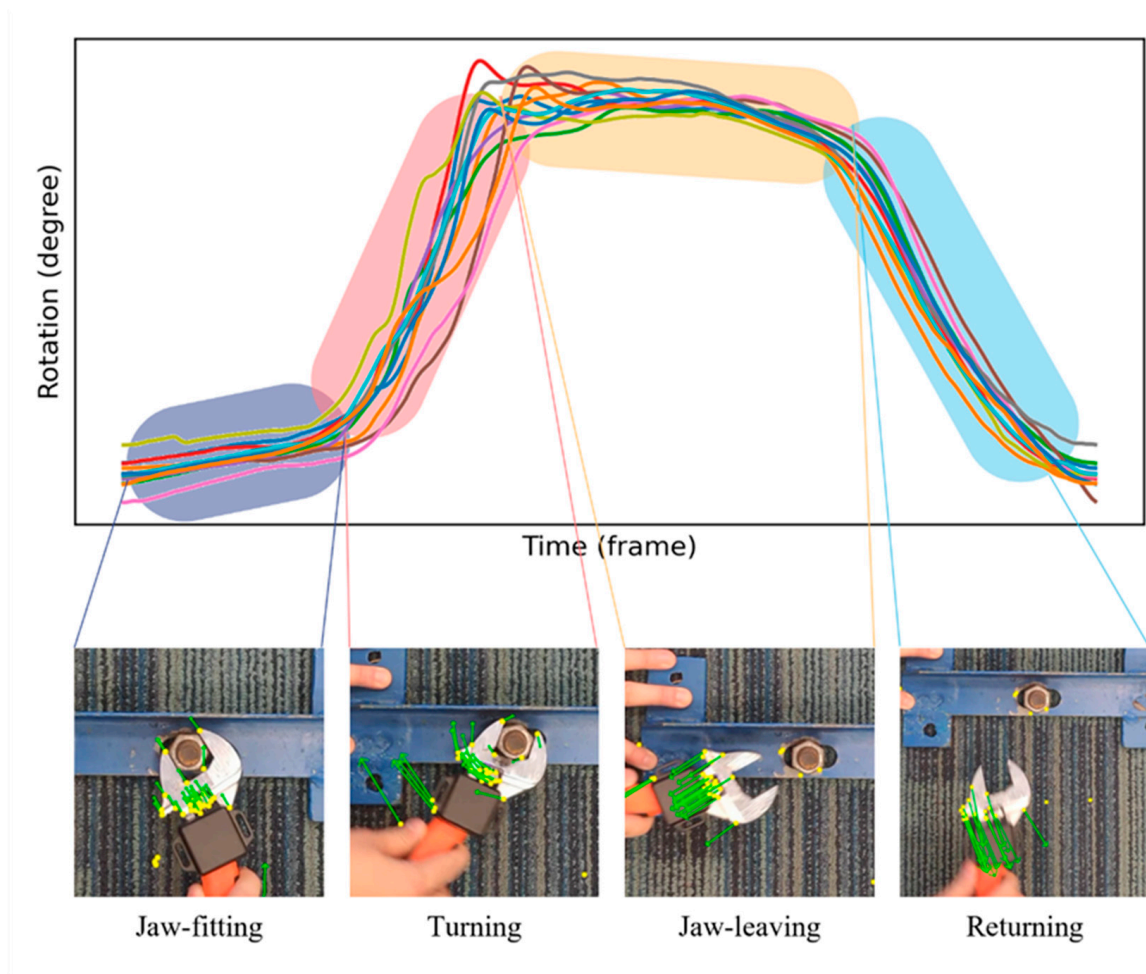 Rotation (degree)
Time (frame)
Jaw-fitting
Turning
Jaw-leaving
Returning